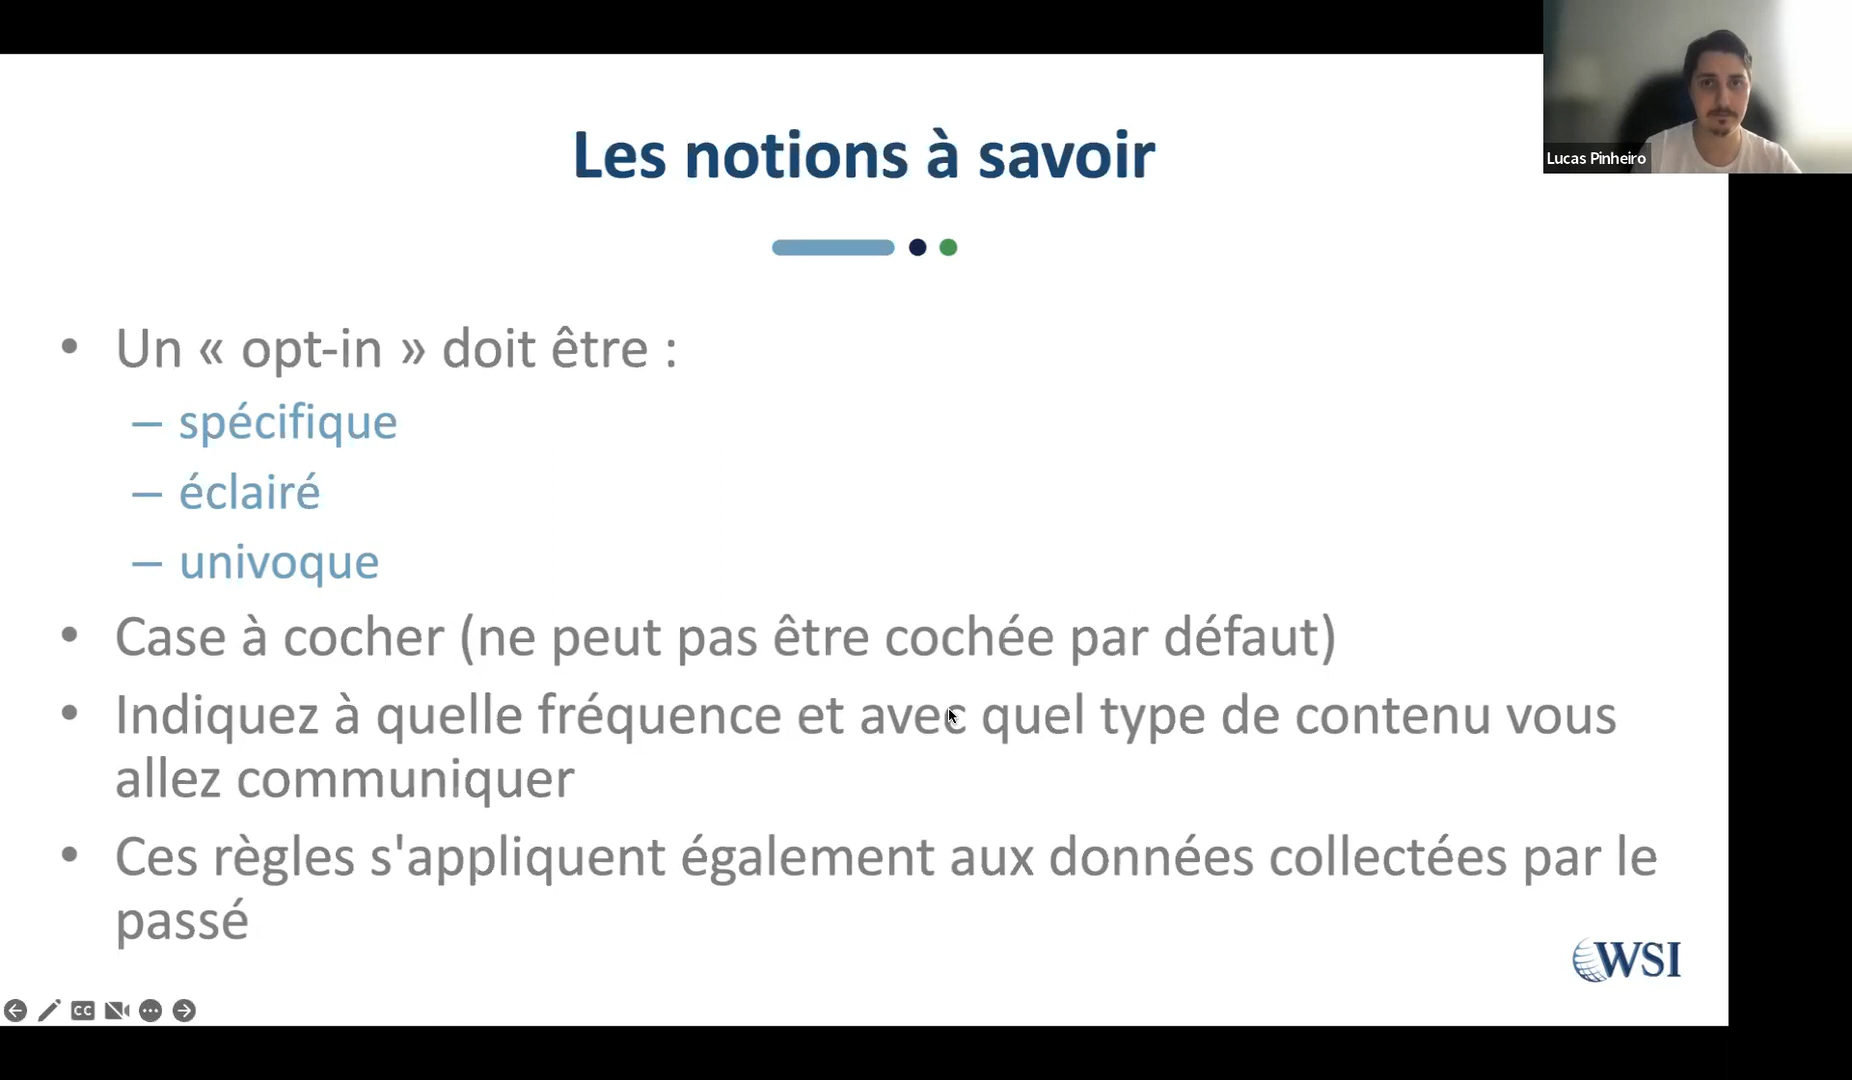 Lucas Pinheiro
Les notions à savoir
• Un « opt-in » doit être :
– spécifique
– éclairé
– univoque
• Case à cocher (ne peut pas être cochée par défaut)
• Indiquez à quelle fréquence et avec quel type de contenu vous
allez communiquer
• Ces règles s'appliquent également aux données collectées par le
passé
WSI
CC